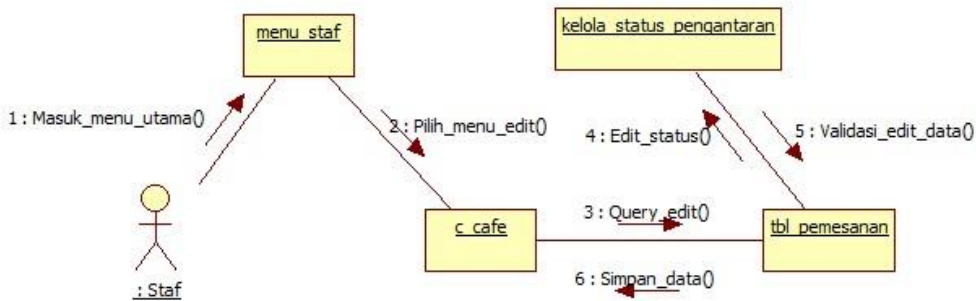 menu_staf
kelola_status_pengantaran
1 : Masuk_menu_utama()
2 : Pilih_menu_edit()
4 : Edit_status()
5 : Validasi_edit_data()
3 : Query_edit()
c_cafe
tbl_pemesanan
6 : Simpan_data()
: Staf